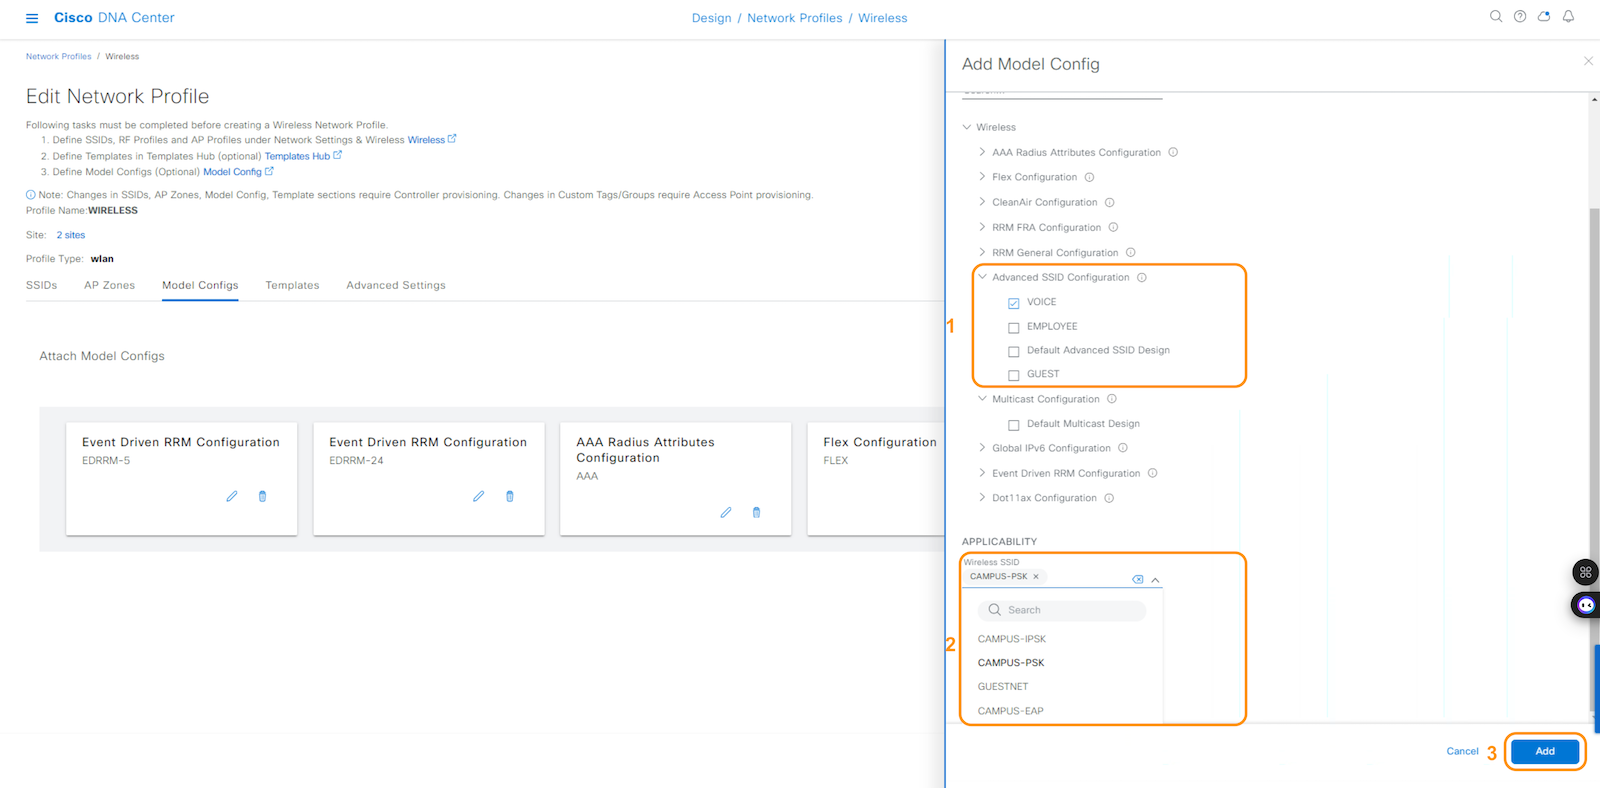 Cisco DNA Center
Design / Network Profiles / Wireless
Network Profiles / Wireless
Edit Network Profile
Following tasks must be completed before creating a Wireless Network Profile.
1. Define SSIDs, RF Profiles and AP Profiles under Network Settings & Wireless Wireless
2. Define Templates in Templates Hub (optional) Templates Hub
3. Define Model Configs (Optional) Model Config
Note: Changes in SSIDs, AP Zones, Model Config, Template sections require Controller provisioning. Changes in Custom Tags/Groups require Access Point provisioning.
Profile Name:WIRELESS
Site: 2 sites
Profile Type: wlan
SSIDs AP Zones Model Configs Templates Advanced Settings
Attach Model Configs
Event Driven RRM Configuration
EDRRM-5
Event Driven RRM Configuration
EDRRM-24
AAA Radius Attributes
Configuration
AAA
Flex Configuration
FLEX
Add Model Config
Wireless
AAA Radius Attributes Configuration
Flex Configuration
CleanAir Configuration
RRM FRA Configuration
RRM General Configuration
1
Advanced SSID Configuration
VOICE
EMPLOYEE
Default Advanced SSID Design
GUEST
Multicast Configuration
Default Multicast Design
Global IPv6 Configuration
Event Driven RRM Configuration
Dot11ax Configuration
APPLICABILITY
2
Wireless SSID
CAMPUS-PSK
Search
CAMPUS-IPSK
CAMPUS-PSK
GUESTNET
CAMPUS-EAP
Cancel 3 Add